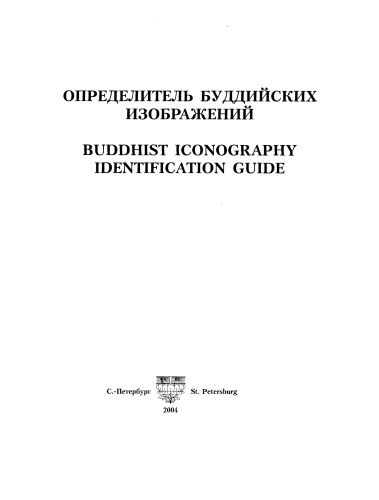 ОПРЕДЕЛИТЕЛЬ БУДДИЙСКИХ
ИЗОБРАЖЕНИЙ
BUDDHIST ICONOGRAPHY
IDENTIFICATION GUIDE
С.-Петербург St. Petersburg
2004